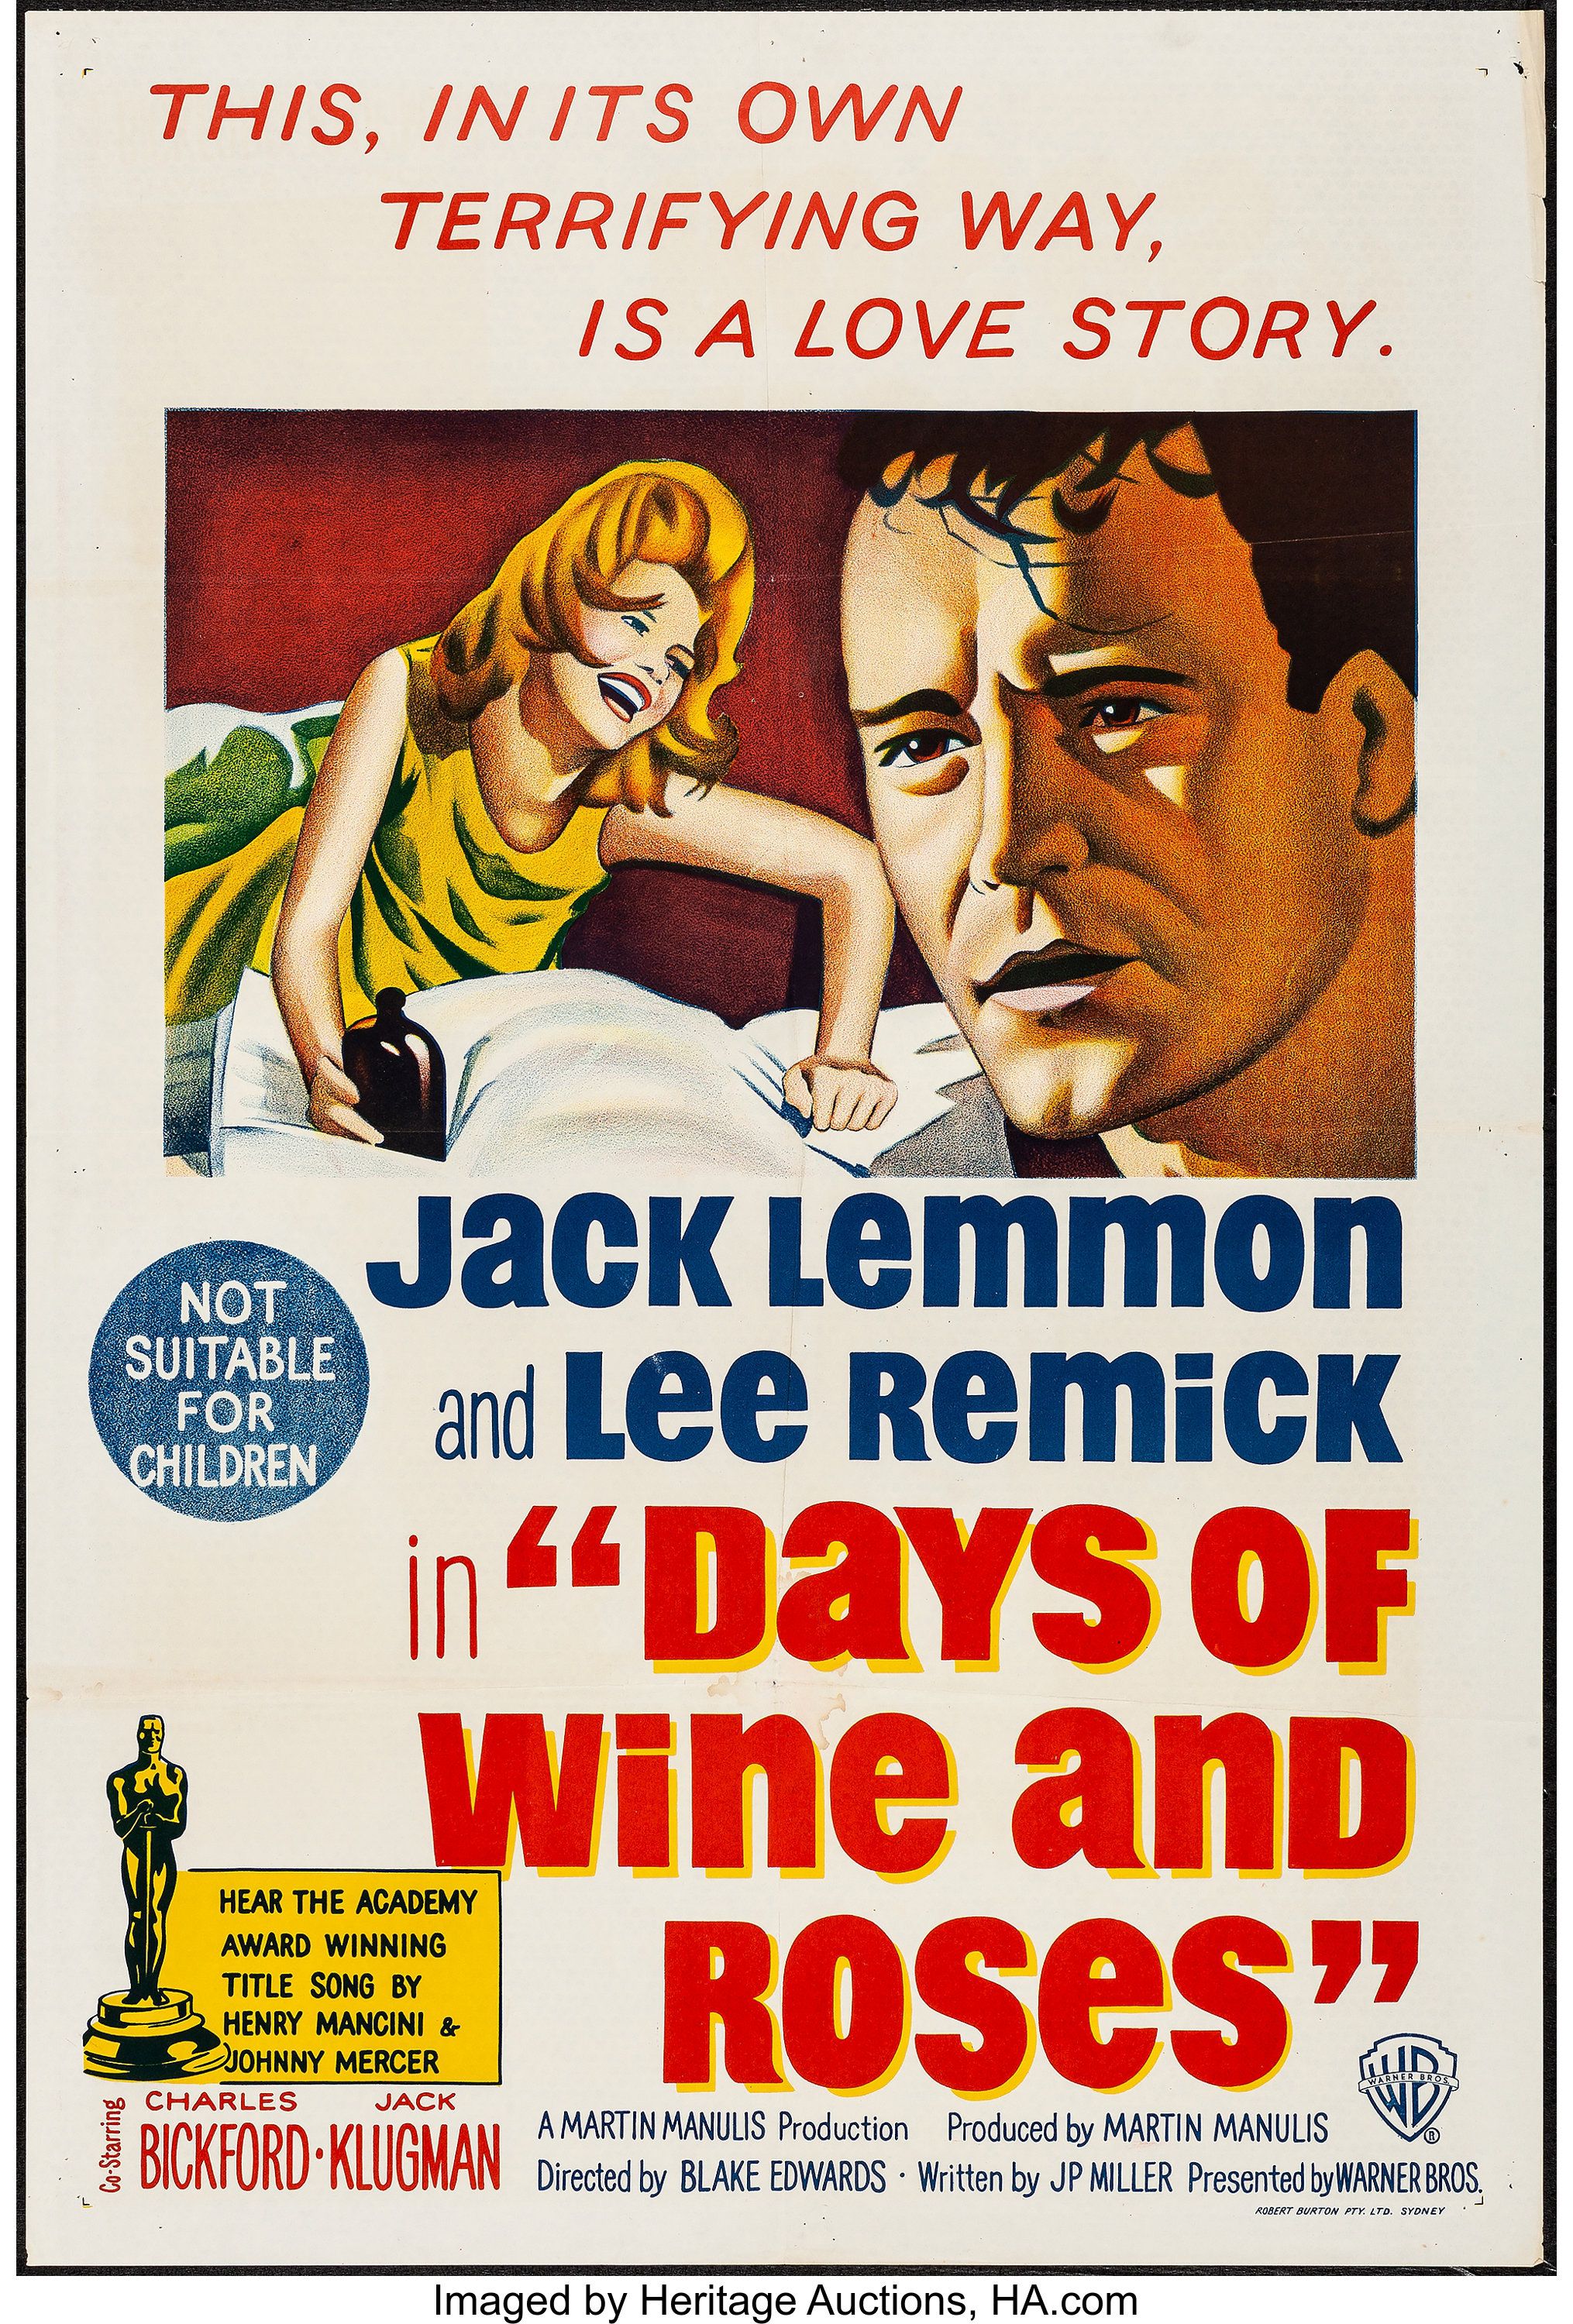 THIS, IN ITS OWN
TERRIFYING WAY,
IS A LOVE STORY.
Jack Lemmon
NOT
SUITABLE
FOR
CHILDREN
and Lee Remick
in “Days of
Wine and
Roses”
HEAR THE ACADEMY
AWARD WINNING
TITLE SONG BY
HENRY MANCINI &
JOHNNY MERCER
Co-Starring
CHARLES JACK
BICKFORD · KLUGMAN
WB
WARNER BROS.
®
A MARTIN MANULIS Production Produced by MARTIN MANULIS
Directed by BLAKE EDWARDS · Written by JP MILLER Presented by WARNER BROS.
ROBERT BURTON PTY. LTD. SYDNEY
Imaged by Heritage Auctions, HA.com